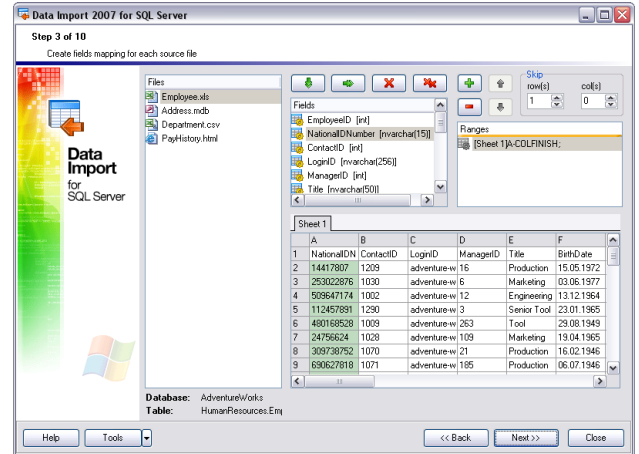 Data Import 2007 for SQL Server
Step 3 of 10
Create fields mapping for each source file
Data
Import
for
SQL Server
Files
Employee.xls
Address.mdb
Department.csv
PayHistory.html
Fields
EmployeeID [int]
NationalIDNumber [nvarchar(15)]
ContactID [int]
LoginID [nvarchar(256)]
ManagerID [int]
Title [nvarchar(50)]
Skip
row(s) col(s)
1 0
Ranges
[Sheet 1]A-COLFINISH;
Sheet 1
A B C D E F
1 NationalIDN ContactID LoginID ManagerID Title BirthDate
2 14417807 1209 adventure-w 16 Production 15.05.1972
3 253022876 1030 adventure-w 6 Marketing 03.06.1977
4 509647174 1002 adventure-w 12 Engineering 13.12.1964
5 112457891 1290 adventure-w 3 Senior Tool 23.01.1965
6 480168528 1009 adventure-w 263 Tool 29.08.1949
7 24756624 1028 adventure-w 109 Marketing 19.04.1965
8 309738752 1070 adventure-w 21 Production 16.02.1946
9 690627818 1071 adventure-w 185 Production 06.07.1946
Database: AdventureWorks
Table: HumanResources.Emp
Help Tools << Back Next >> Close